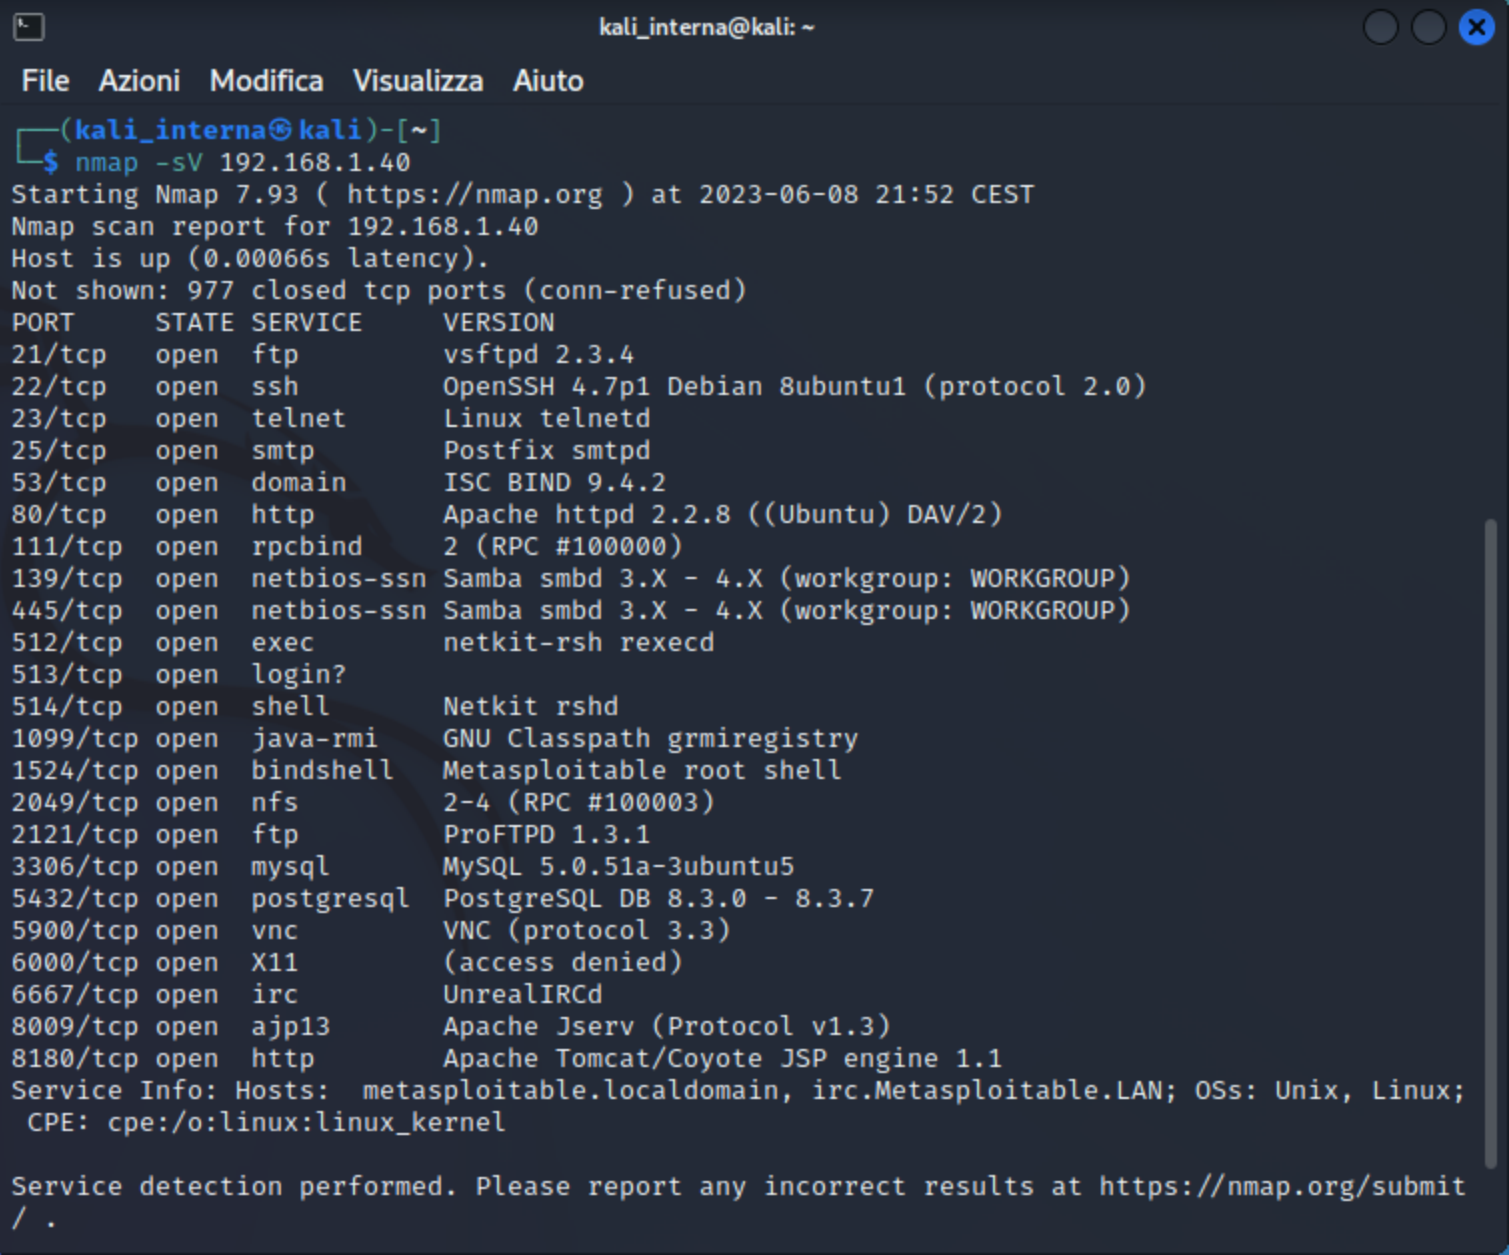 kali_interna@kali: ~
File Azioni Modifica Visualizza Aiuto
┌──(kali_interna㉿kali)-[~]
└─$ nmap -sV 192.168.1.40
Starting Nmap 7.93 ( https://nmap.org ) at 2023-06-08 21:52 CEST
Nmap scan report for 192.168.1.40
Host is up (0.00066s latency).
Not shown: 977 closed tcp ports (conn-refused)
PORT     STATE SERVICE     VERSION
21/tcp   open  ftp         vsftpd 2.3.4
22/tcp   open  ssh         OpenSSH 4.7p1 Debian 8ubuntu1 (protocol 2.0)
23/tcp   open  telnet      Linux telnetd
25/tcp   open  smtp        Postfix smtpd
53/tcp   open  domain      ISC BIND 9.4.2
80/tcp   open  http        Apache httpd 2.2.8 ((Ubuntu) DAV/2)
111/tcp  open  rpcbind     2 (RPC #100000)
139/tcp  open  netbios-ssn Samba smbd 3.X - 4.X (workgroup: WORKGROUP)
445/tcp  open  netbios-ssn Samba smbd 3.X - 4.X (workgroup: WORKGROUP)
512/tcp  open  exec        netkit-rsh rexecd
513/tcp  open  login?
514/tcp  open  shell       Netkit rshd
1099/tcp open  java-rmi    GNU Classpath grmiregistry
1524/tcp open  bindshell   Metasploitable root shell
2049/tcp open  nfs         2-4 (RPC #100003)
2121/tcp open  ftp         ProFTPD 1.3.1
3306/tcp open  mysql       MySQL 5.0.51a-3ubuntu5
5432/tcp open  postgresql  PostgreSQL DB 8.3.0 - 8.3.7
5900/tcp open  vnc         VNC (protocol 3.3)
6000/tcp open  X11         (access denied)
6667/tcp open  irc         UnrealIRCd
8009/tcp open  ajp13       Apache Jserv (Protocol v1.3)
8180/tcp open  http        Apache Tomcat/Coyote JSP engine 1.1
Service Info: Hosts:  metasploitable.localdomain, irc.Metasploitable.LAN; OSs: Unix, Linux;
 CPE: cpe:/o:linux:linux_kernel
Service detection performed. Please report any incorrect results at https://nmap.org/submit
/ .